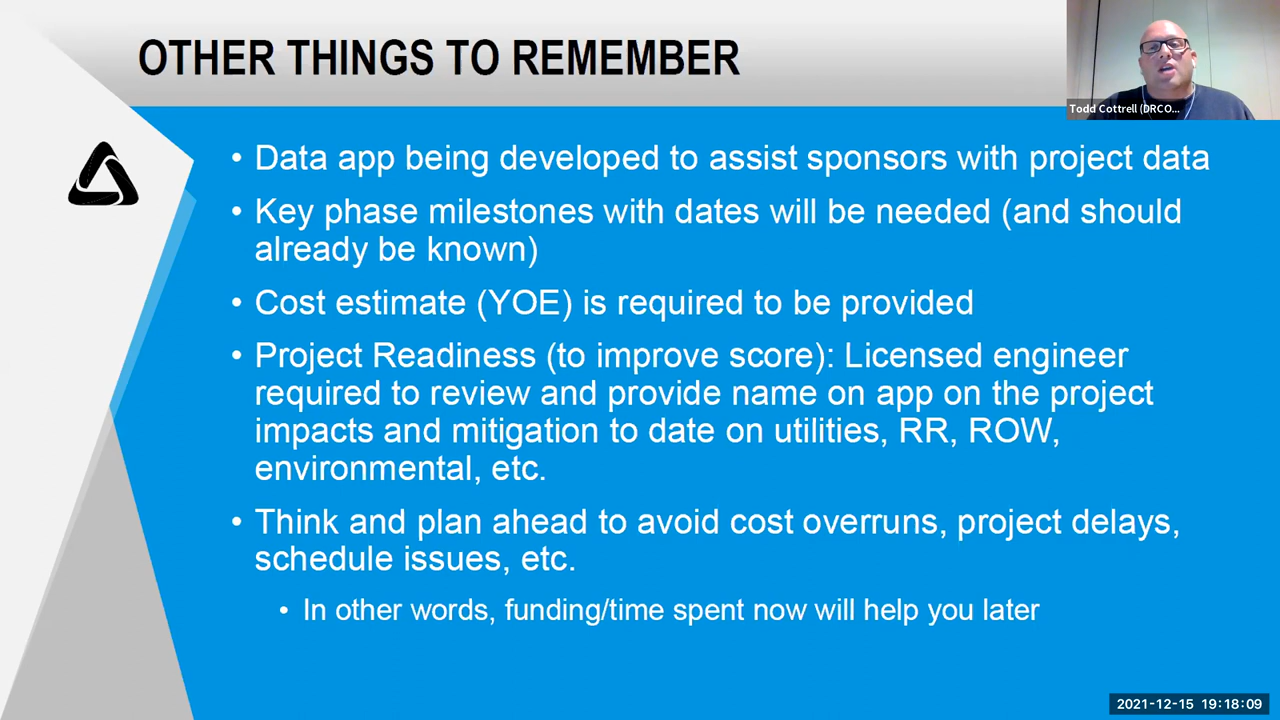 OTHER THINGS TO REMEMBER
Todd Cottrell (DRCO...
• Data app being developed to assist sponsors with project data
• Key phase milestones with dates will be needed (and should
already be known)
• Cost estimate (YOE) is required to be provided
• Project Readiness (to improve score): Licensed engineer
required to review and provide name on app on the project
impacts and mitigation to date on utilities, RR, ROW,
environmental, etc.
• Think and plan ahead to avoid cost overruns, project delays,
schedule issues, etc.
• In other words, funding/time spent now will help you later
2021-12-15 19:18:09